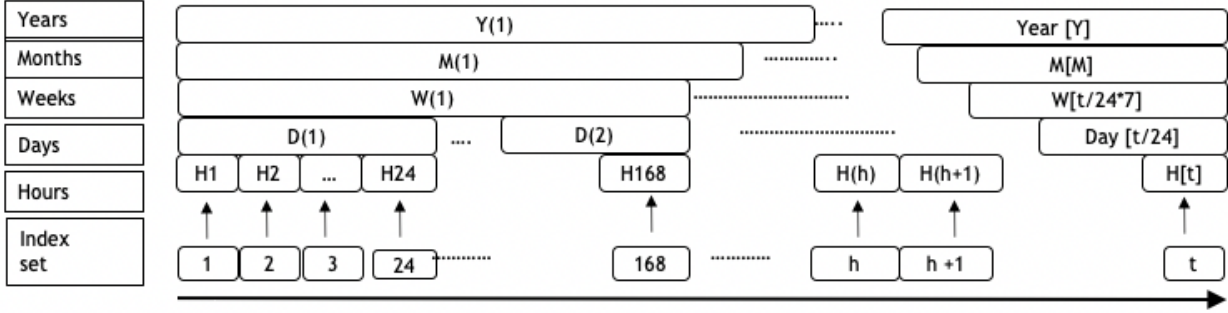 Years Y(1) ..... Year [Y]
Months M(1) ............. M[M]
Weeks W(1) ........................... W[t/24*7]
Days D(1) .... D(2) ........................... Day [t/24]
Hours H1 H2 ... H24 H168 H(h) H(h+1) H[t]
Index
set
1 2 3 24 ........... 168 ........... h h +1 t